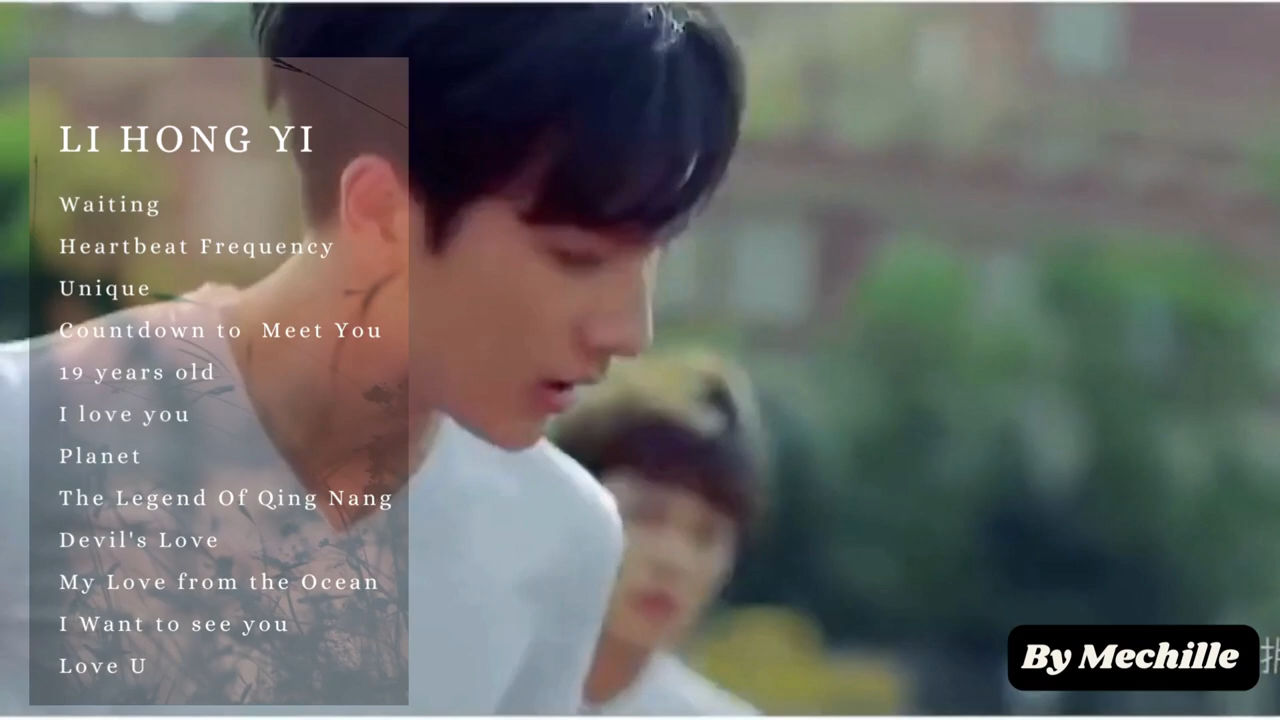 LI HONG YI
Waiting
Heartbeat Frequency
Unique
Countdown to  Meet You
19 years old
I love you
Planet
The Legend Of Qing Nang
Devil's Love
My Love from the Ocean
I Want to see you
Love U
By Mechille